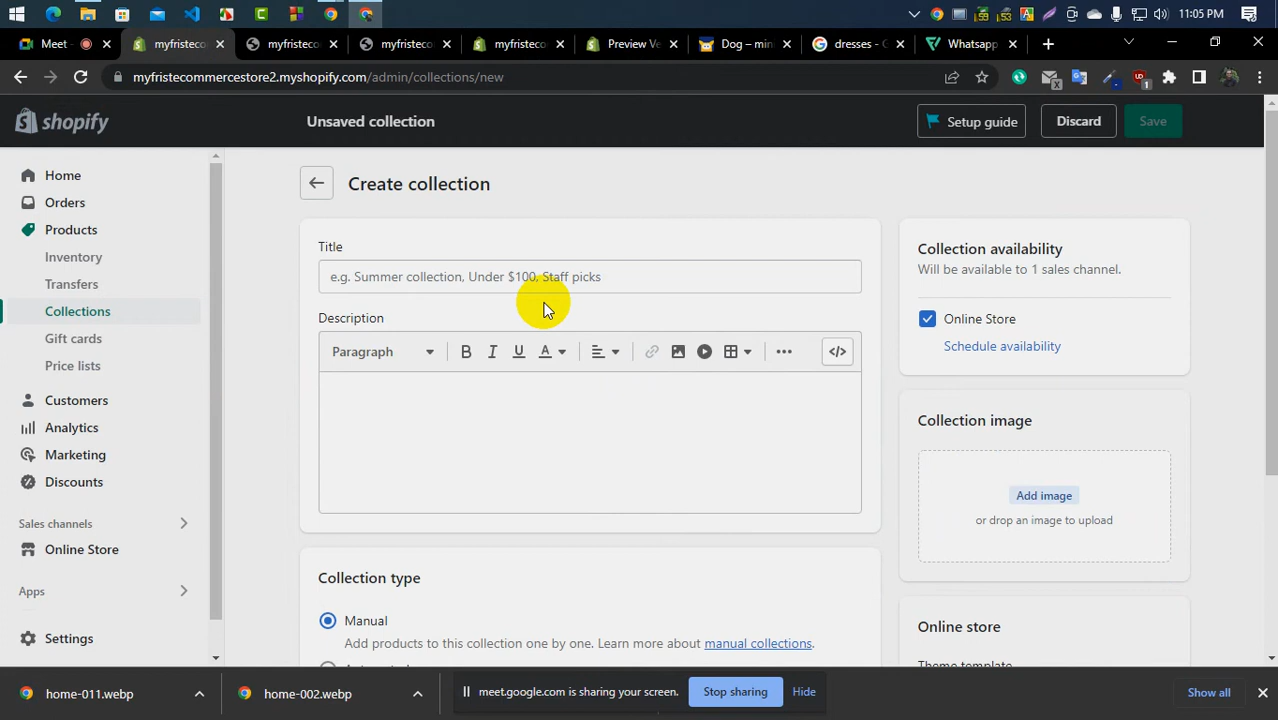 11:05 PM
Meet -
myfristeco
myfristecc
myfristeco
myfristeco
Preview Ve
Dog – mini
dresses - G
Whatsapp
myfristecommercestore2.myshopify.com/admin/collections/new
shopify
Unsaved collection
Setup guide
Discard
Save
Home
Orders
Products
Inventory
Transfers
Collections
Gift cards
Price lists
Customers
Analytics
Marketing
Discounts
Sales channels
Online Store
Apps
Settings
Create collection
Title
e.g. Summer collection, Under $100, Staff picks
Description
Paragraph
B I U A
</>
Collection type
Manual
Add products to this collection one by one. Learn more about manual collections.
Collection availability
Will be available to 1 sales channel.
Online Store
Schedule availability
Collection image
Add image
or drop an image to upload
Online store
Theme template
home-011.webp
home-002.webp
meet.google.com is sharing your screen.
Stop sharing
Hide
Show all